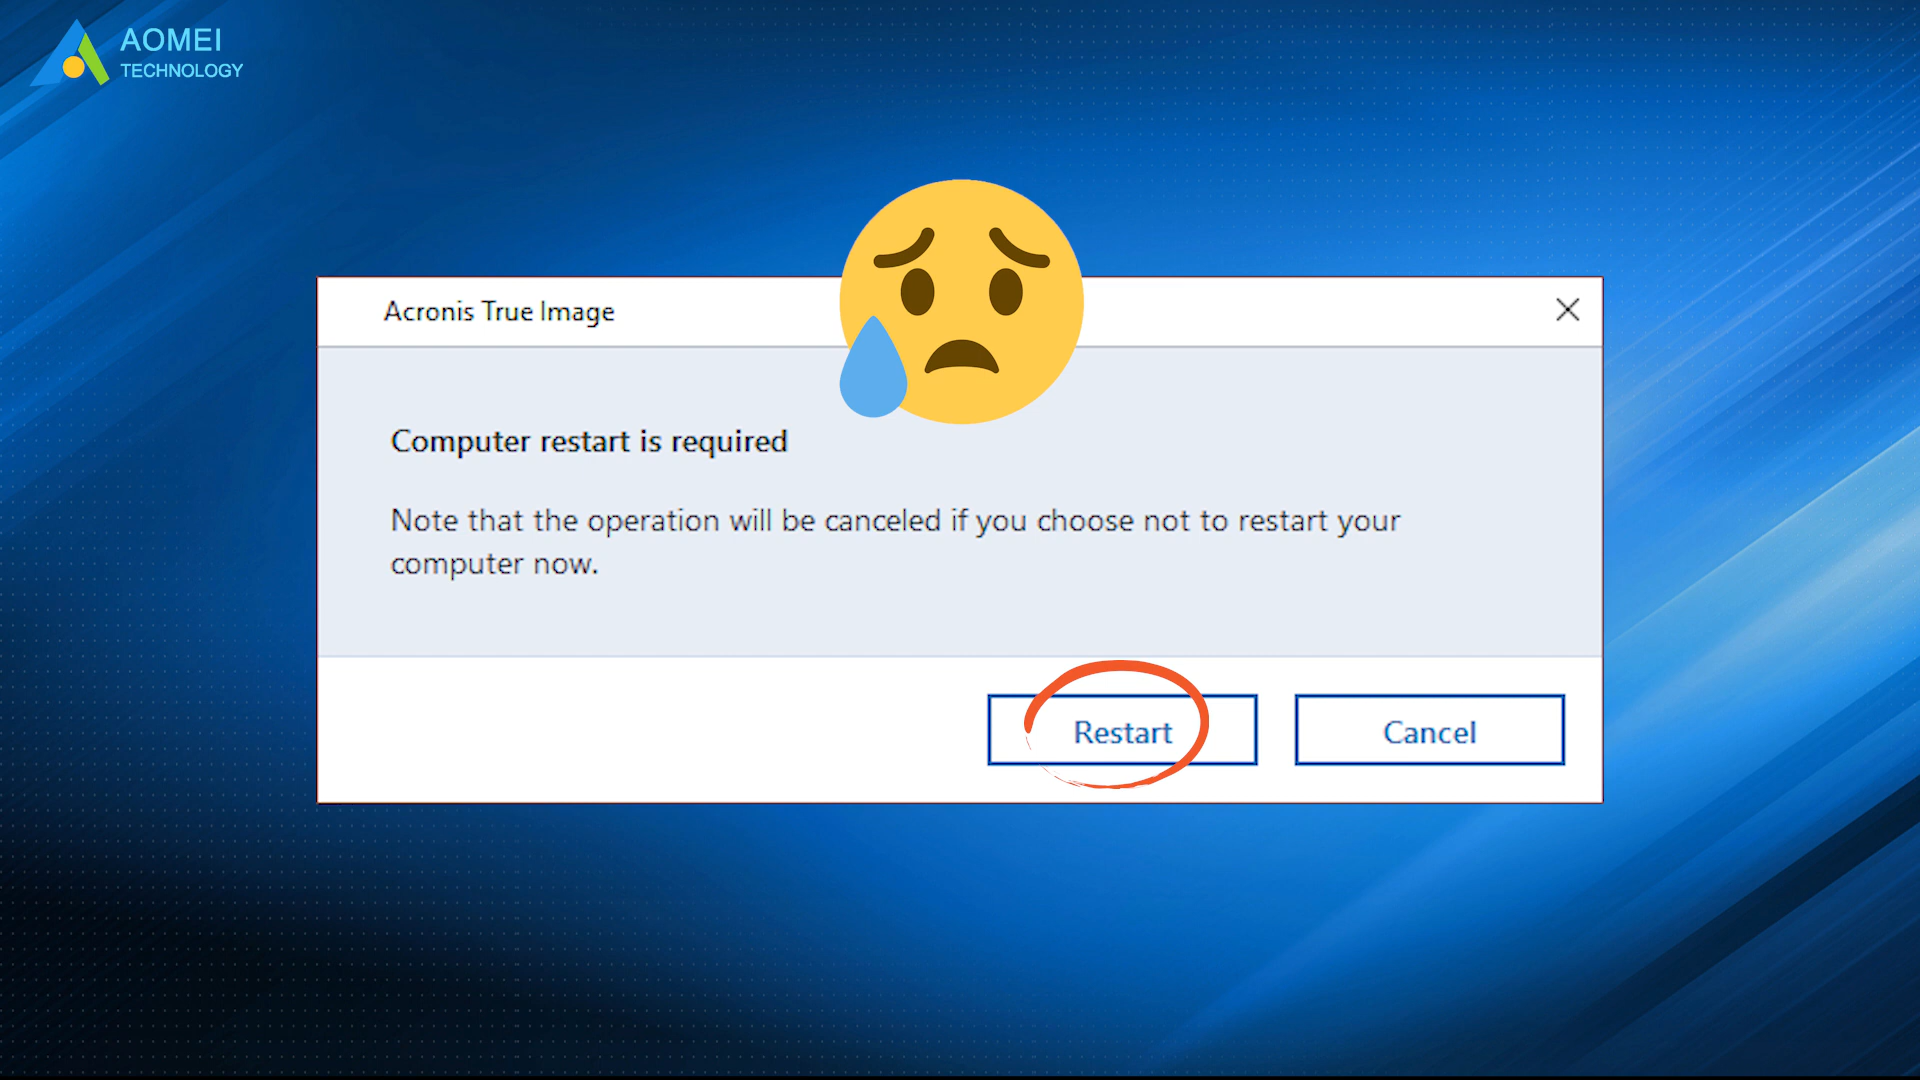 AOMEI
TECHNOLOGY
Acronis True Image
Computer restart is required
Note that the operation will be canceled if you choose not to restart your
computer now.
Restart
Cancel